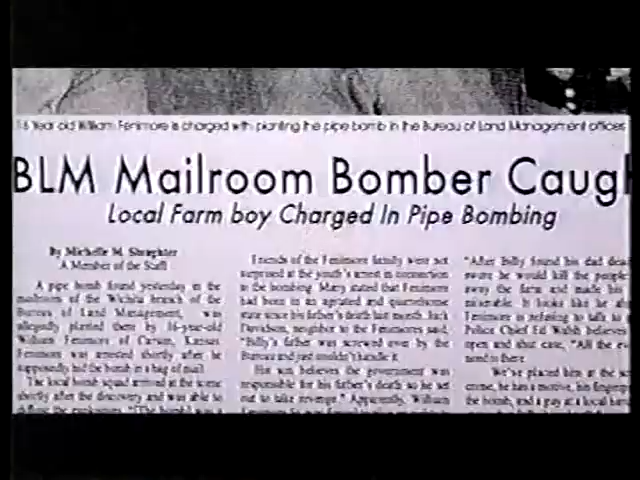 16 Year old William Fenimore is charged with planting the pipe bomb in the Bureau of Land Management offices
BLM Mailroom Bomber Caugh
Local Farm boy Charged In Pipe Bombing
By Michelle M. Slaughter
A Member of the Staff
A pipe bomb found yesterday in the
mailroom of the Wichita branch of the
Bureau of Land Management, was
allegedly planted there by 16-year-old
William Fenimore of Carson, Kansas.
Fenimore was arrested shortly after he
supposedly hid the bomb in a bag of mail.
The local bomb squad arrived at the scene
shortly after the discovery and was able to
"The bomb was a
Friends of the Fenimore family were not
surprised at the youth's arrest in connection
to the bombing. Many stated that Fenimore
had been in an agitated and quarrelsome
state since his father's death last month. Jack
Davidson, neighbor to the Fenimores said,
"Billy's father was screwed over by the
Bureau and just couldn't handle it.
His son believes the government was
responsible for his father's death so he set
out to take revenge." Apparently, William
"After Billy found his dad dead
swore he would kill the people
away the farm and made his
miserable. It looks like he
Fenimore is refusing to talk to
Police Chief Ed Walsh believes
open and shut case, "All the
need is there.
We've placed him at the
crime, he has a motive, his fingerp
the bomb, and a guy at a local